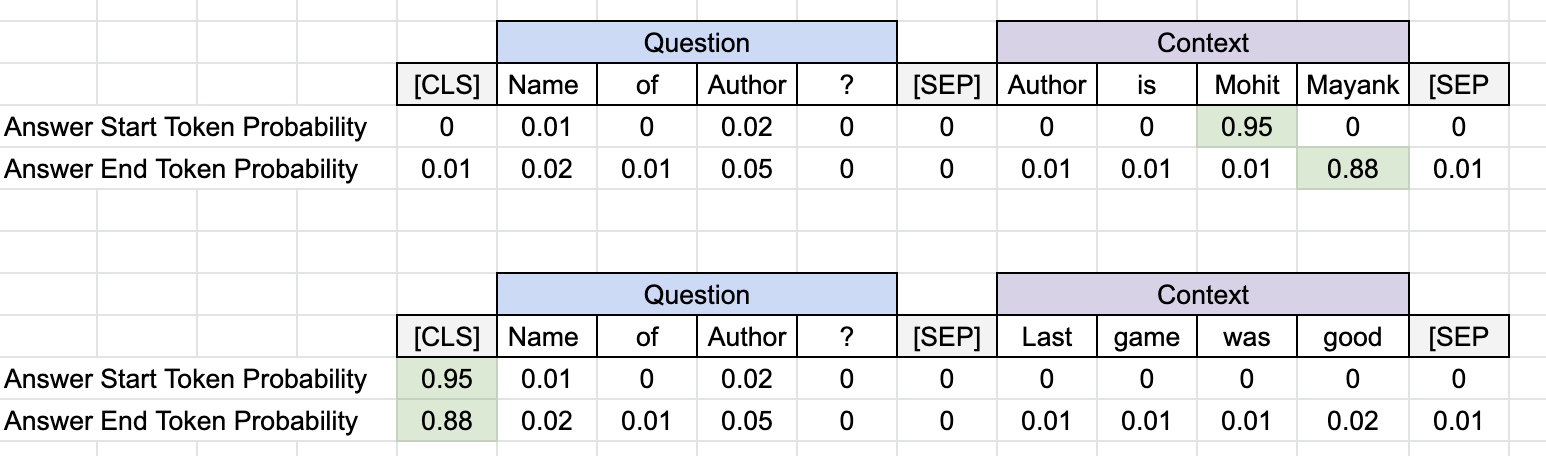 Question Context
[CLS] Name of Author ? [SEP] Author is Mohit Mayank [SEP
Answer Start Token Probability 0 0.01 0 0.02 0 0 0 0 0.95 0 0
Answer End Token Probability 0.01 0.02 0.01 0.05 0 0 0.01 0.01 0.01 0.88 0.01
Question Context
[CLS] Name of Author ? [SEP] Last game was good [SEP
Answer Start Token Probability 0.95 0.01 0 0.02 0 0 0 0 0 0 0
Answer End Token Probability 0.88 0.02 0.01 0.05 0 0 0.01 0.01 0.01 0.02 0.01